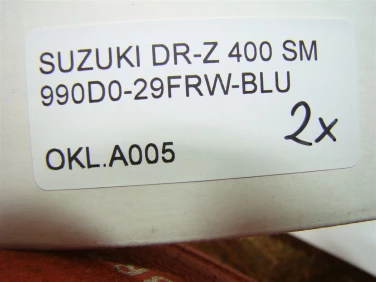 SUZUKI DR-Z 400 SM
990D0-29FRW-BLU
2x
OKL.A005